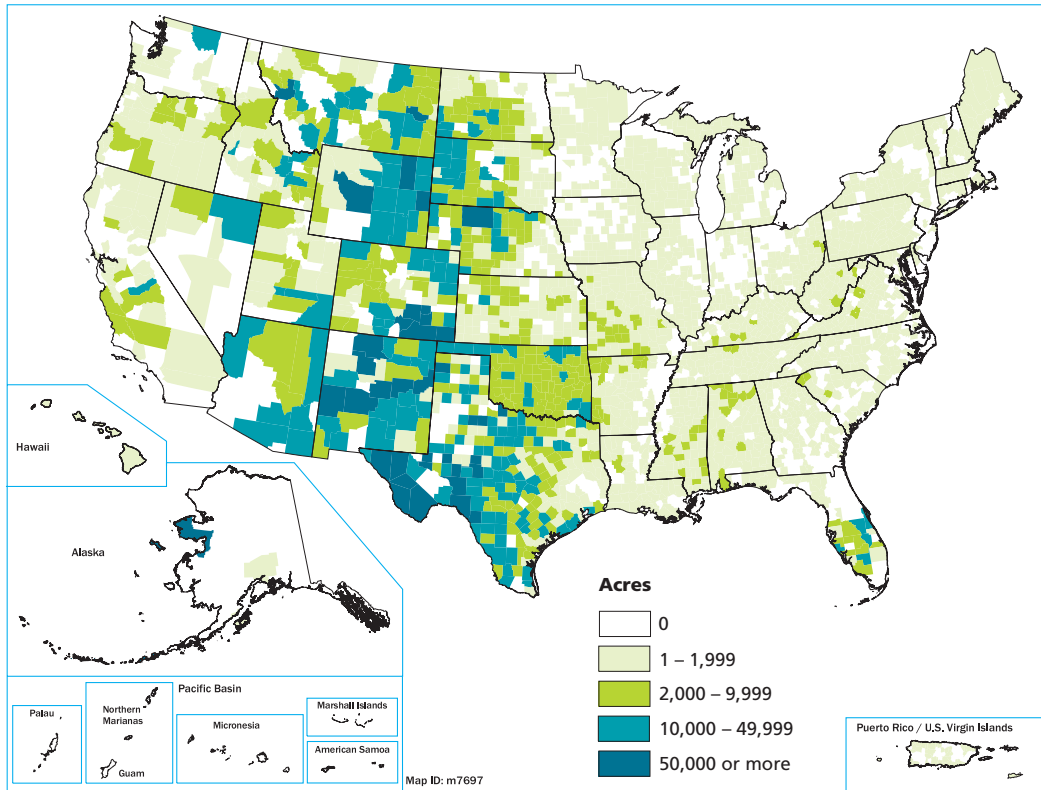 Hawaii
Alaska
Pacific Basin
Palau
Northern
Marianas
Guam
Micronesia
Marshall Islands
American Samoa
Map ID: m7697
Acres
0
1 – 1,999
2,000 – 9,999
10,000 – 49,999
50,000 or more
Puerto Rico / U.S. Virgin Islands